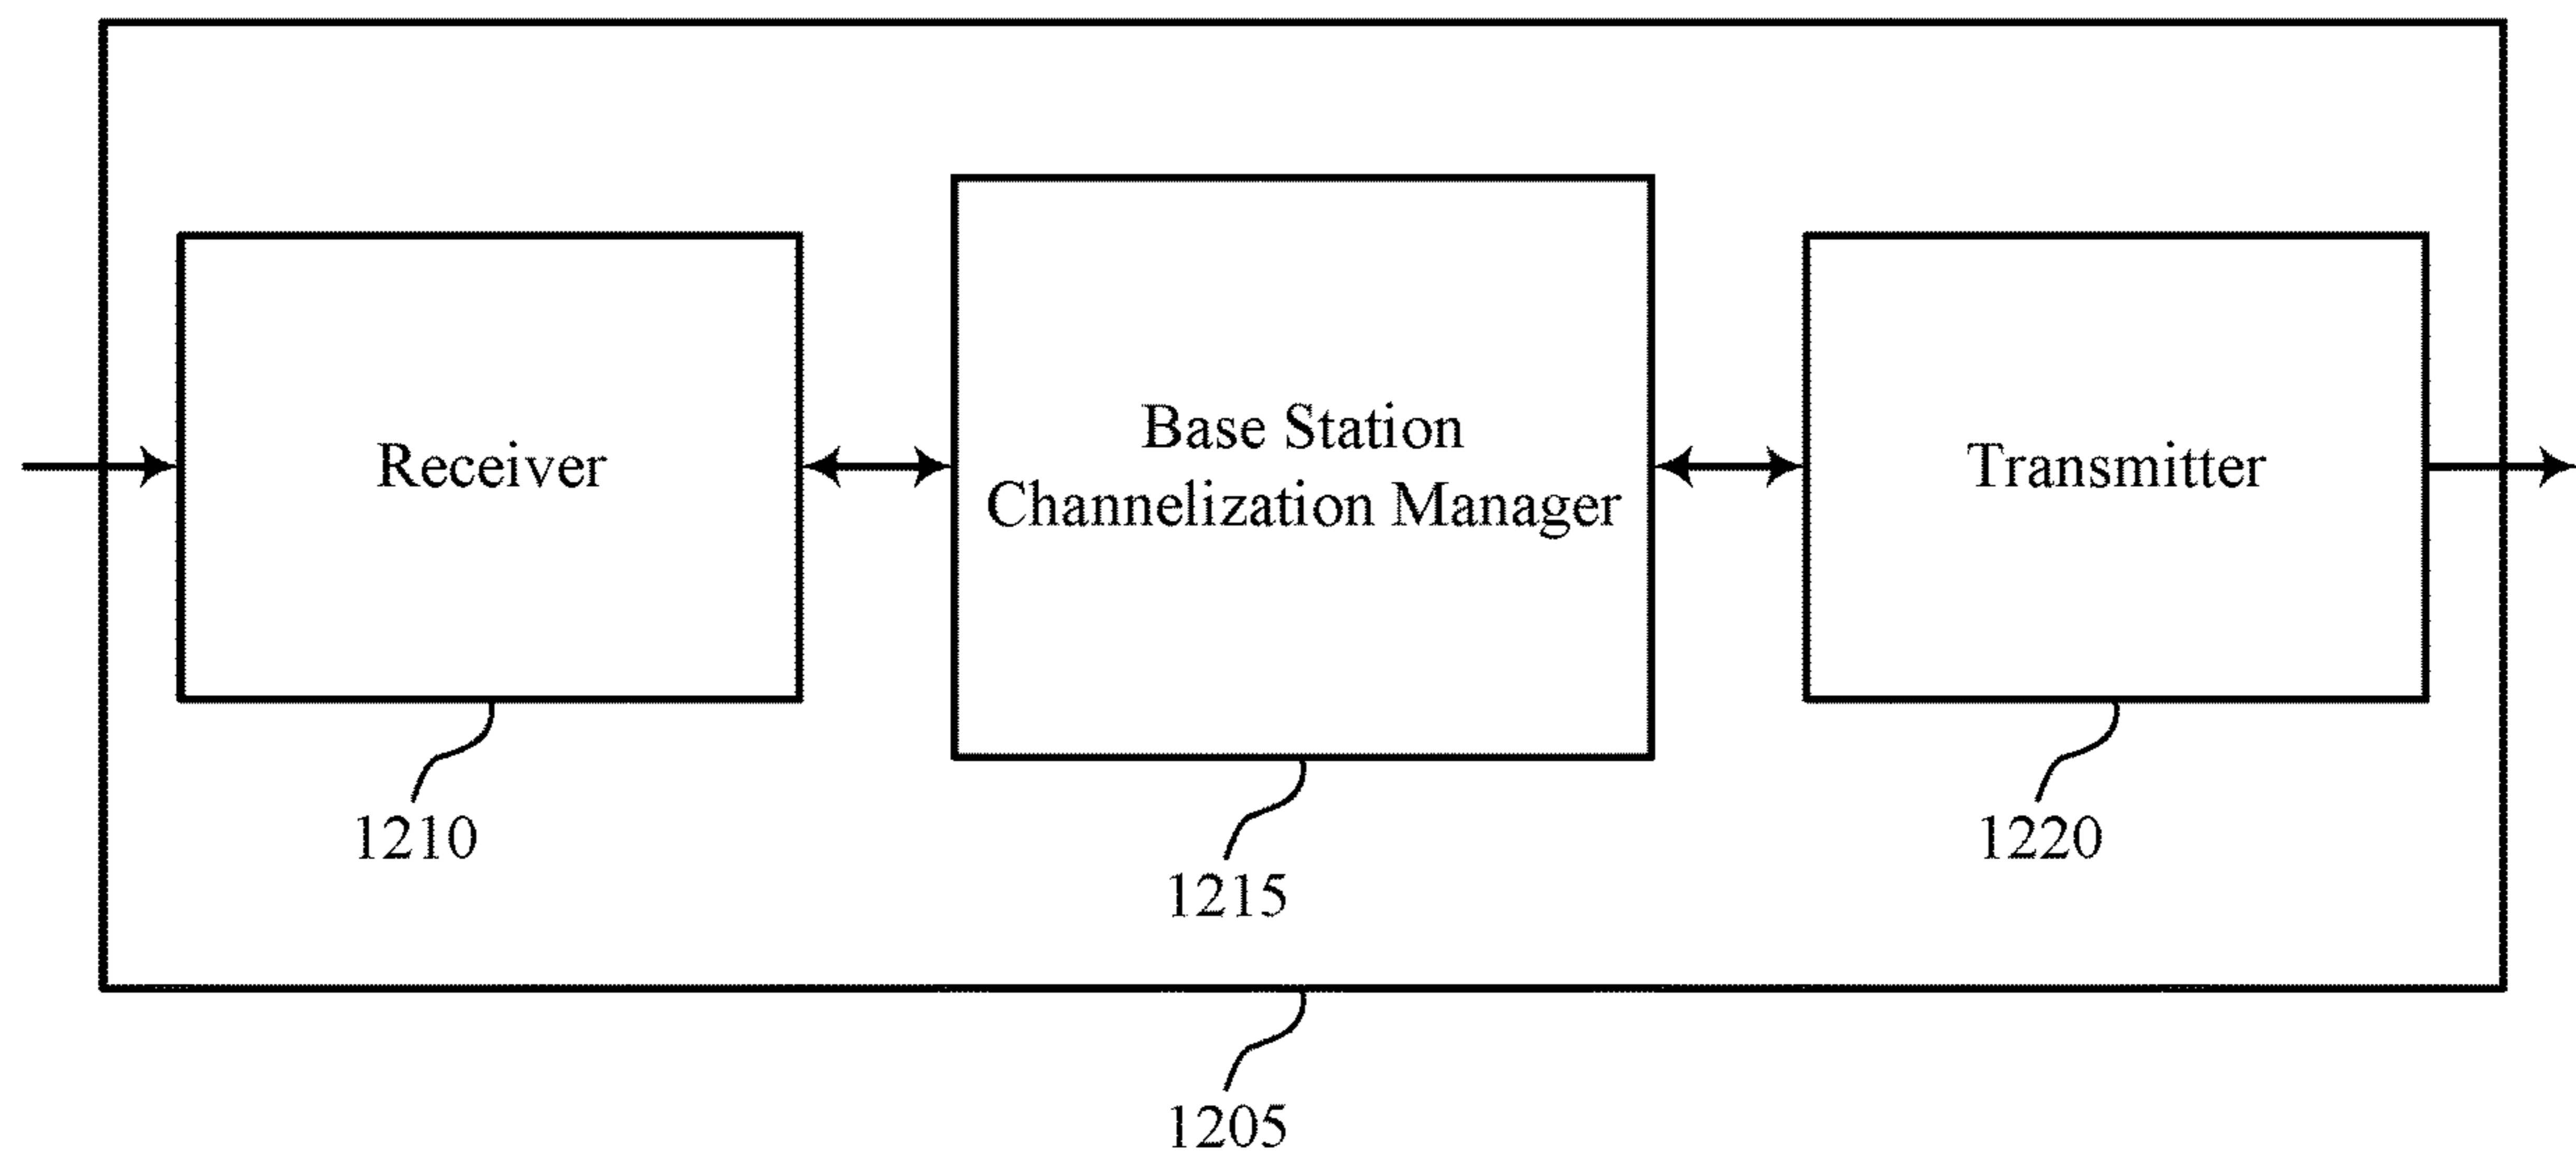 Receiver
Base Station
Channelization Manager
Transmitter
1210
1215
1220
1205